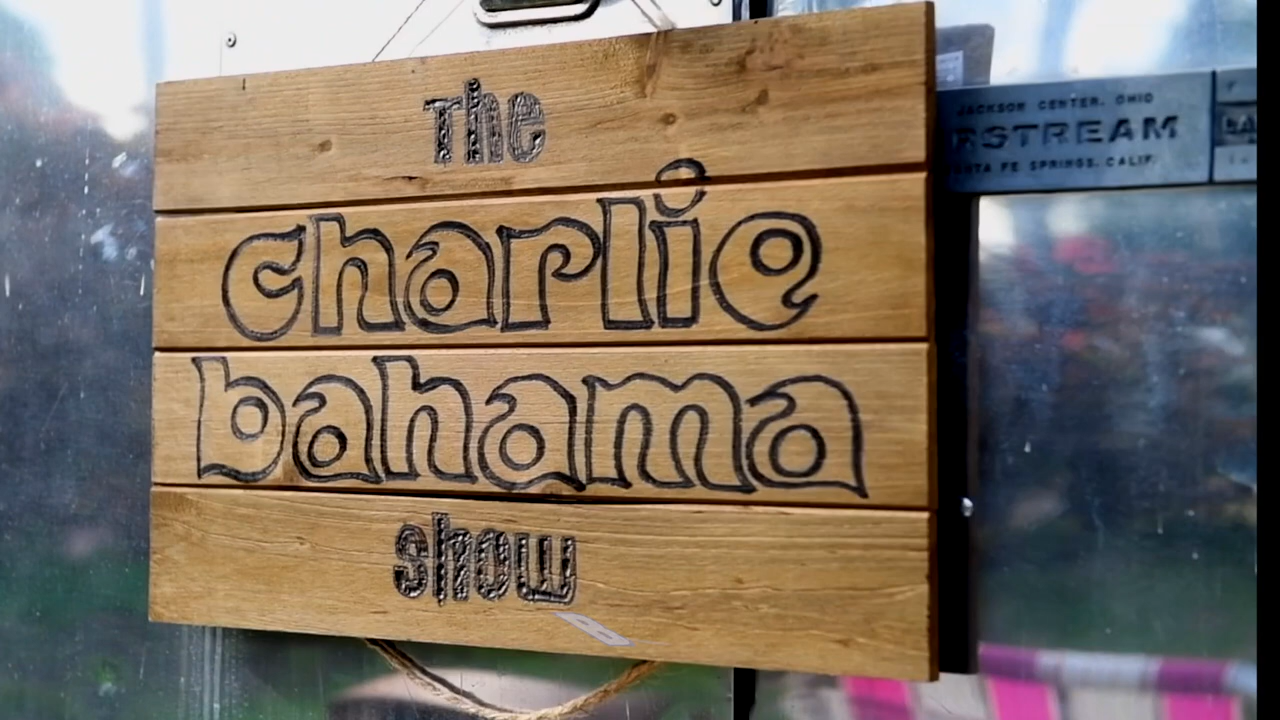 The
charlie
bahama
show
JACKSON CENTER, OHIO
RSTREAM
SANTA FE SPRINGS, CALIF.